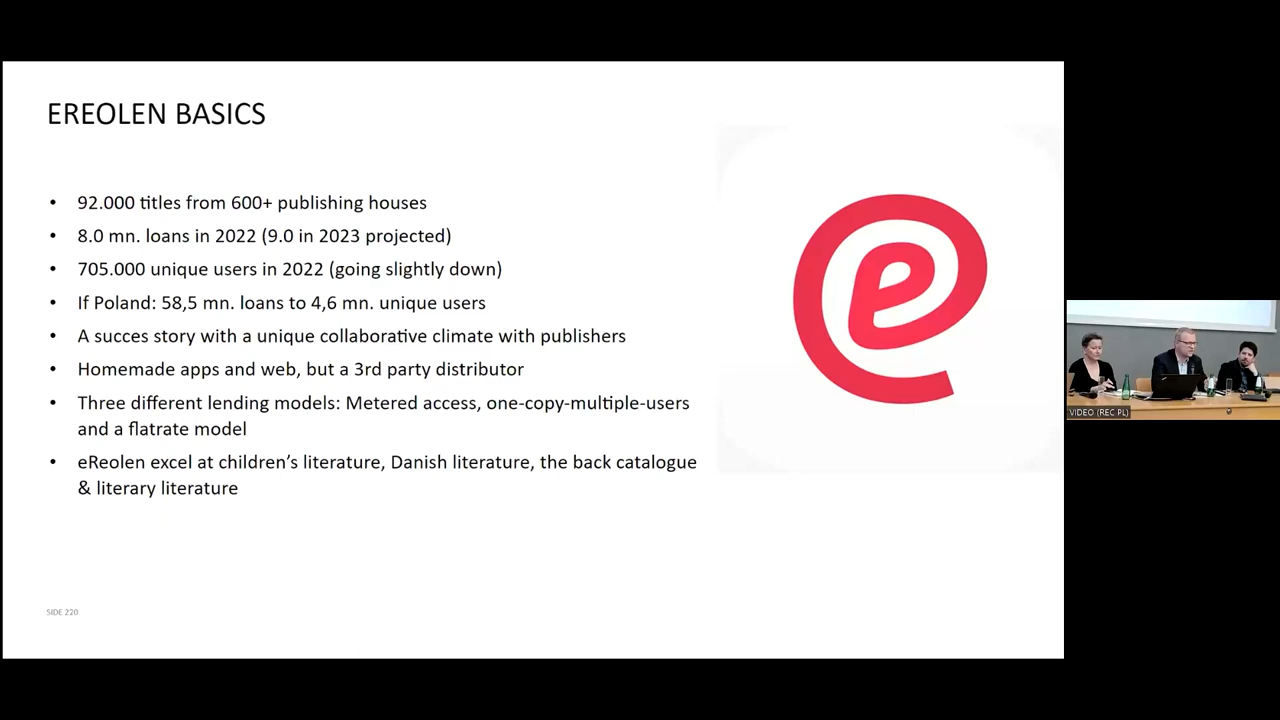 EREOLEN BASICS
• 92.000 titles from 600+ publishing houses
• 8.0 mn. loans in 2022 (9.0 in 2023 projected)
• 705.000 unique users in 2022 (going slightly down)
• If Poland: 58,5 mn. loans to 4,6 mn. unique users
• A succes story with a unique collaborative climate with publishers
• Homemade apps and web, but a 3rd party distributor
• Three different lending models: Metered access, one-copy-multiple-users
and a flatrate model
• eReolen excel at children’s literature, Danish literature, the back catalogue
& literary literature
e
SIDE 220
VIDEO (REC PL)